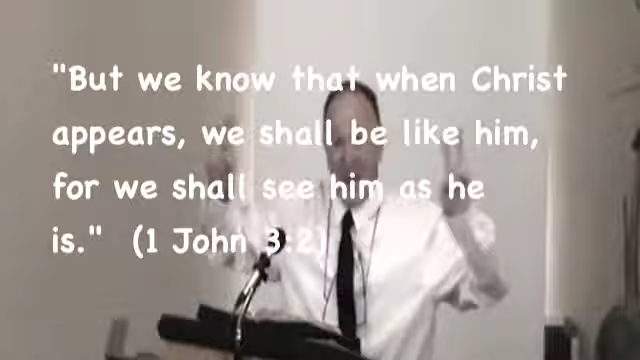 "But we know that when Christ
appears, we shall be like him,
for we shall see him as he
is." (1 John 3:2)